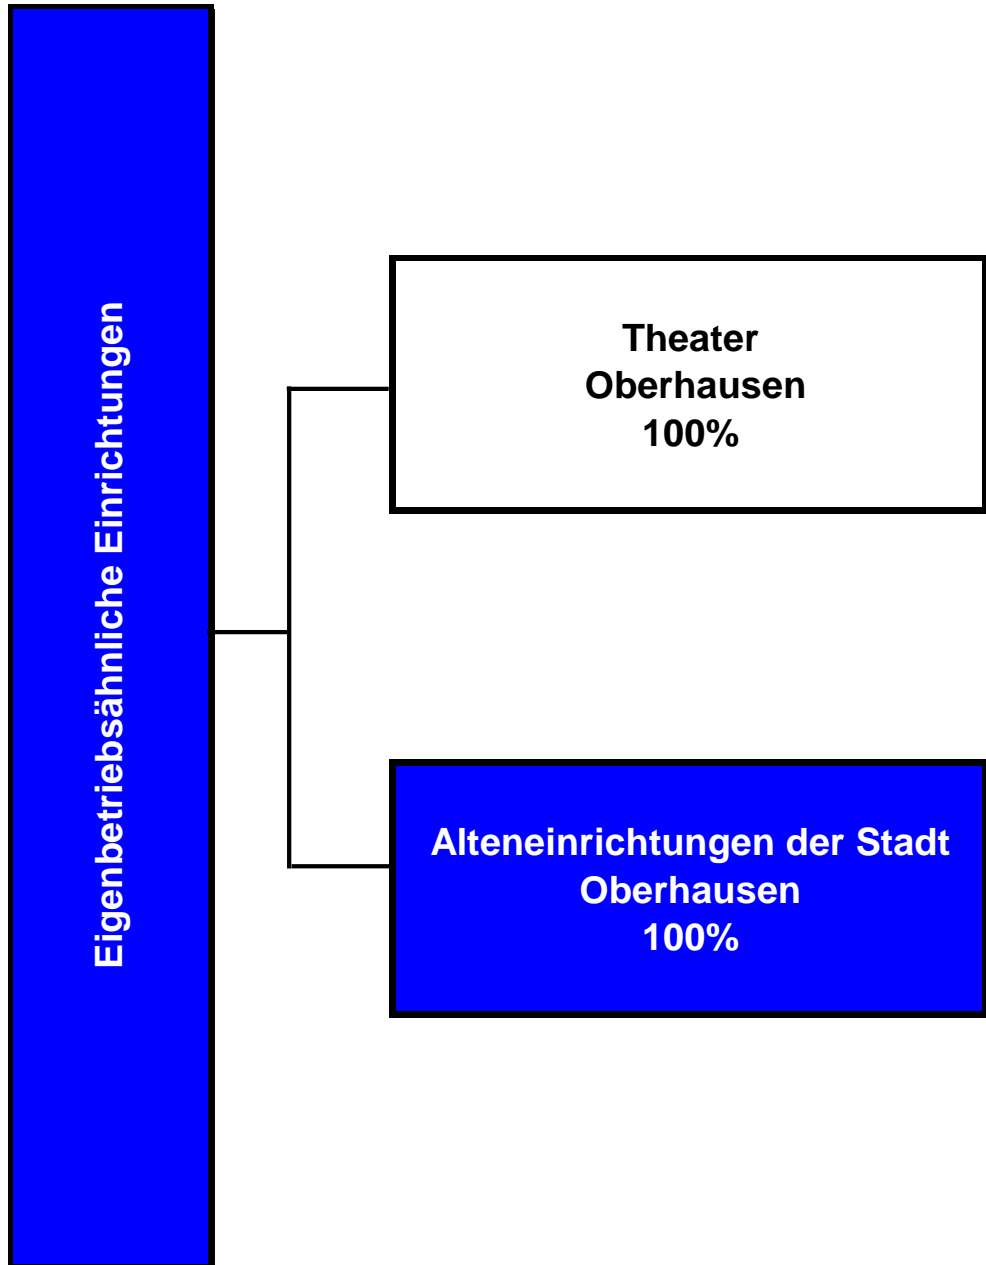 Eigenbetriebsähnliche Einrichtungen
Theater
Oberhausen
100%
Alteneinrichtungen der Stadt
Oberhausen
100%